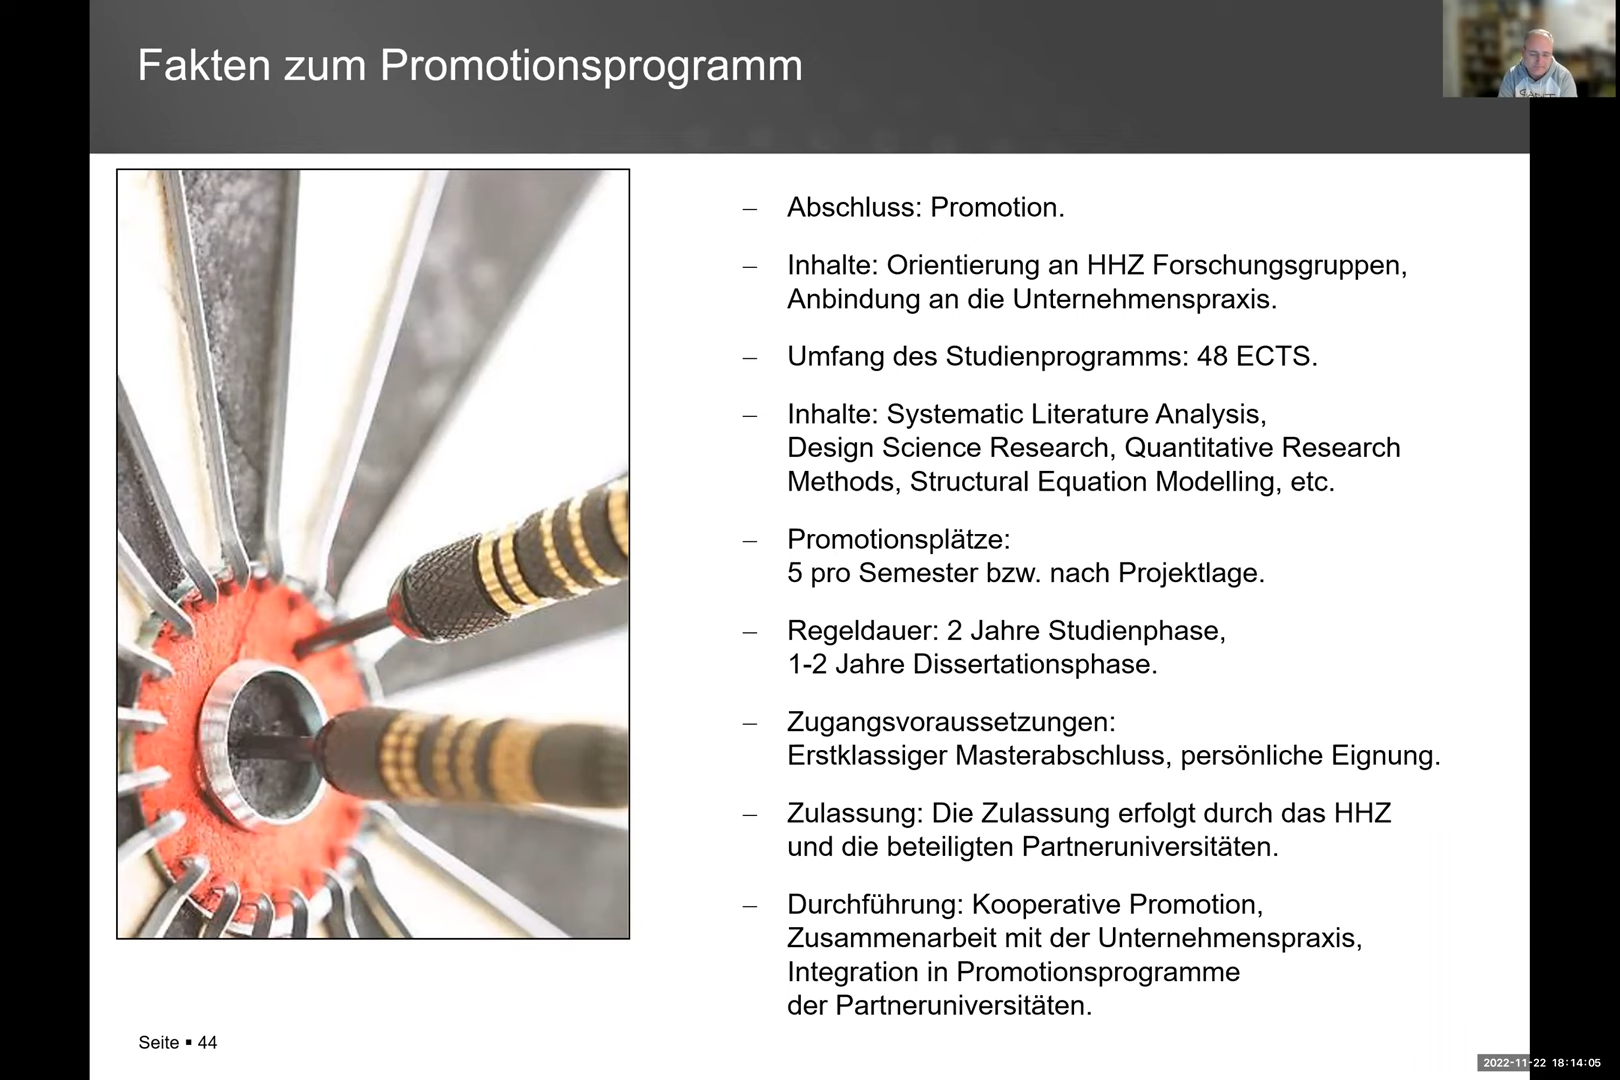 Fakten zum Promotionsprogramm
– Abschluss: Promotion.
– Inhalte: Orientierung an HHZ Forschungsgruppen,
Anbindung an die Unternehmenspraxis.
– Umfang des Studienprogramms: 48 ECTS.
– Inhalte: Systematic Literature Analysis,
Design Science Research, Quantitative Research
Methods, Structural Equation Modelling, etc.
– Promotionsplätze:
5 pro Semester bzw. nach Projektlage.
– Regeldauer: 2 Jahre Studienphase,
1-2 Jahre Dissertationsphase.
– Zugangsvoraussetzungen:
Erstklassiger Masterabschluss, persönliche Eignung.
– Zulassung: Die Zulassung erfolgt durch das HHZ
und die beteiligten Partneruniversitäten.
– Durchführung: Kooperative Promotion,
Zusammenarbeit mit der Unternehmenspraxis,
Integration in Promotionsprogramme
der Partneruniversitäten.
Seite ▪ 44
2022-11-22 18:14:05